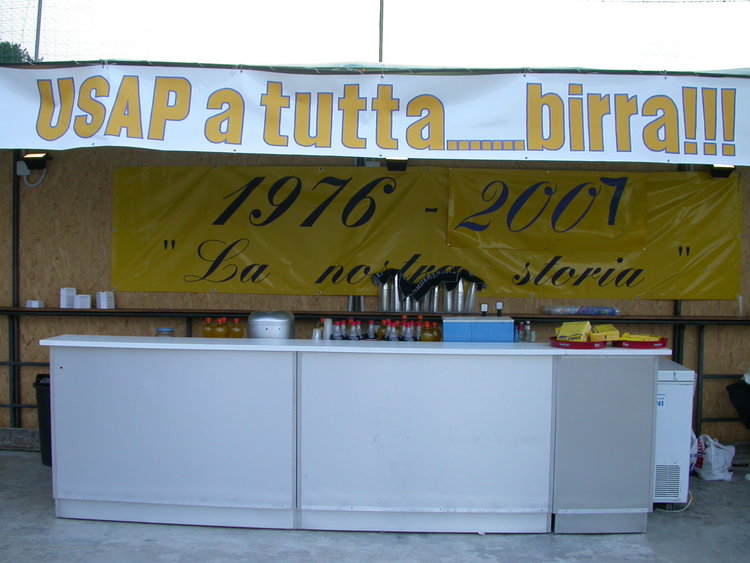 USAP a tutta.......birra!!!
1976 - 2007
" La nostra storia "